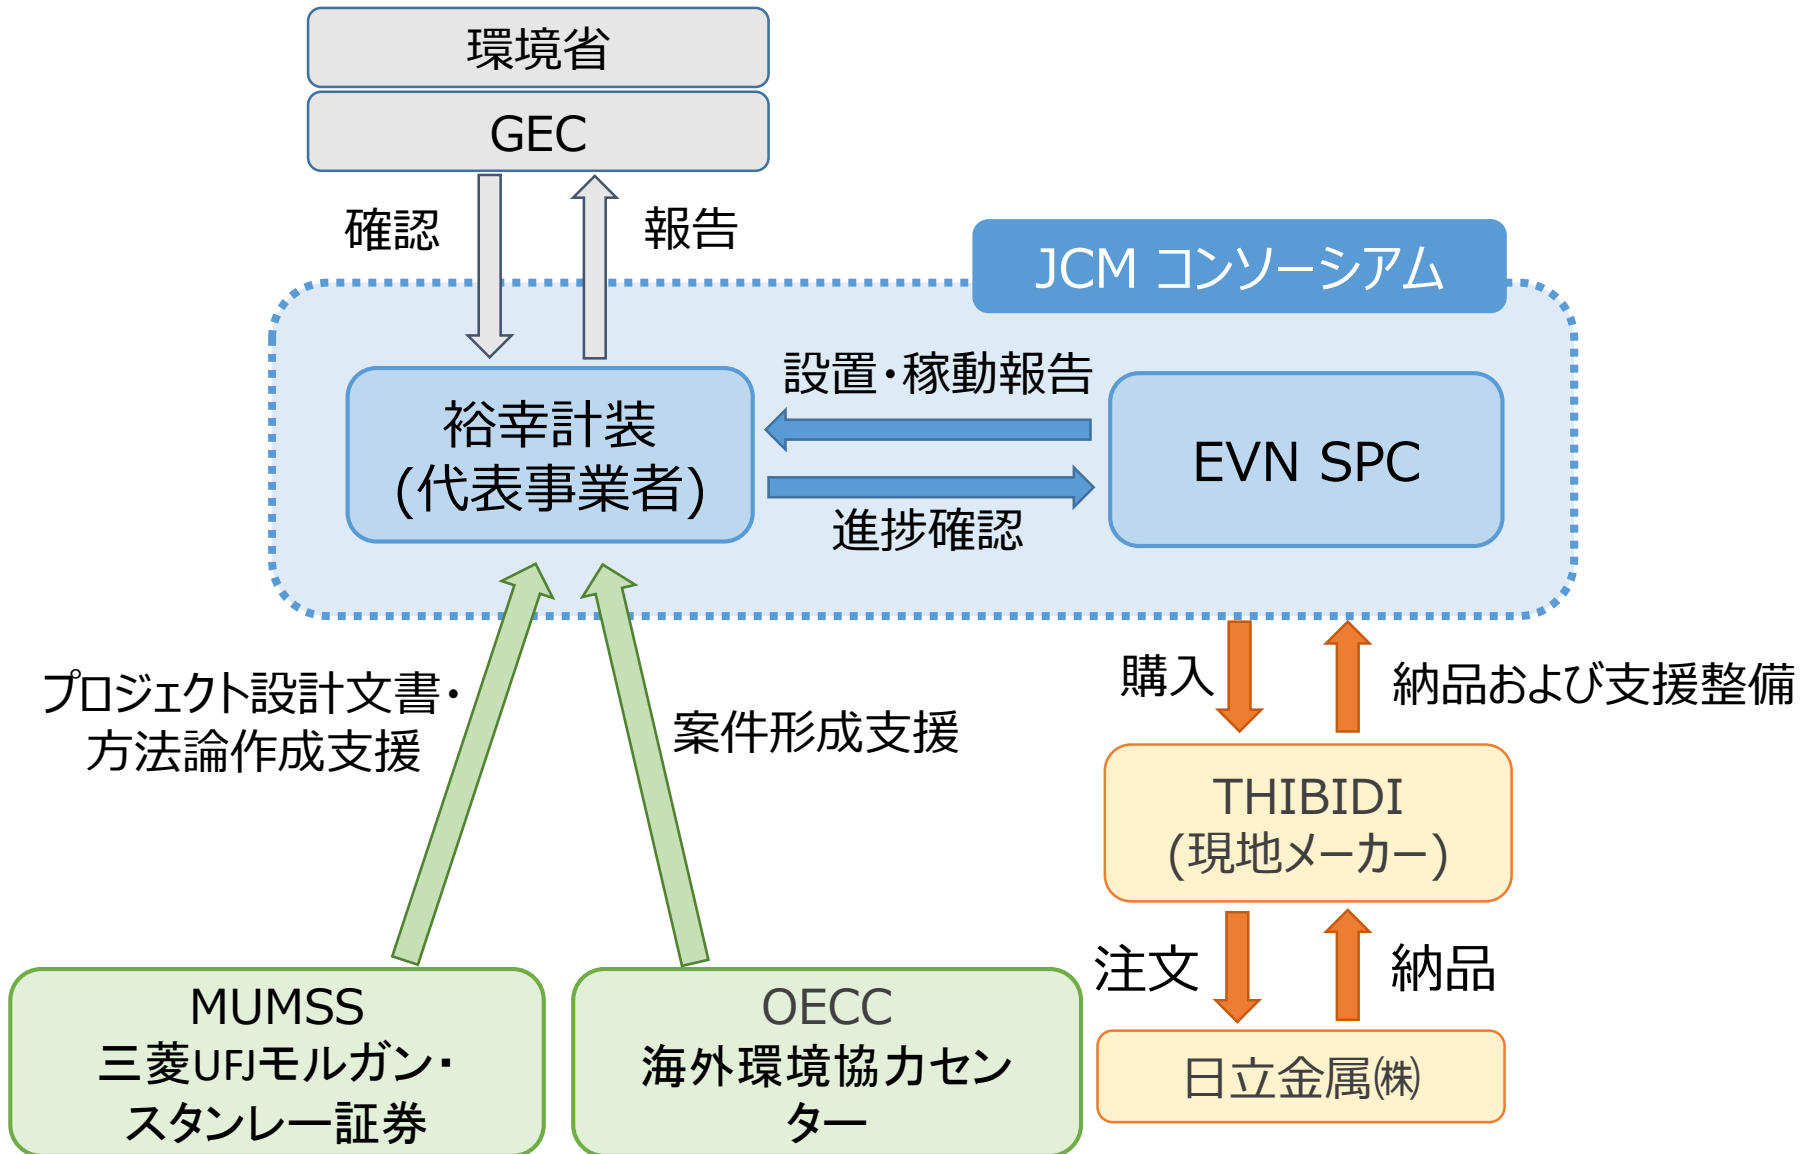 環境省
GEC
確認
報告
JCM コンソーシアム
設置・稼動報告
裕幸計装
(代表事業者)
EVN SPC
進捗確認
プロジェクト設計文書・
方法論作成支援
案件形成支援
購入
納品および支援整備
THIBIDI
(現地メーカー)
注文
納品
MUMSS
三菱UFJモルガン・
スタンレー証券
OECC
海外環境協力セン
ター
日立金属㈱